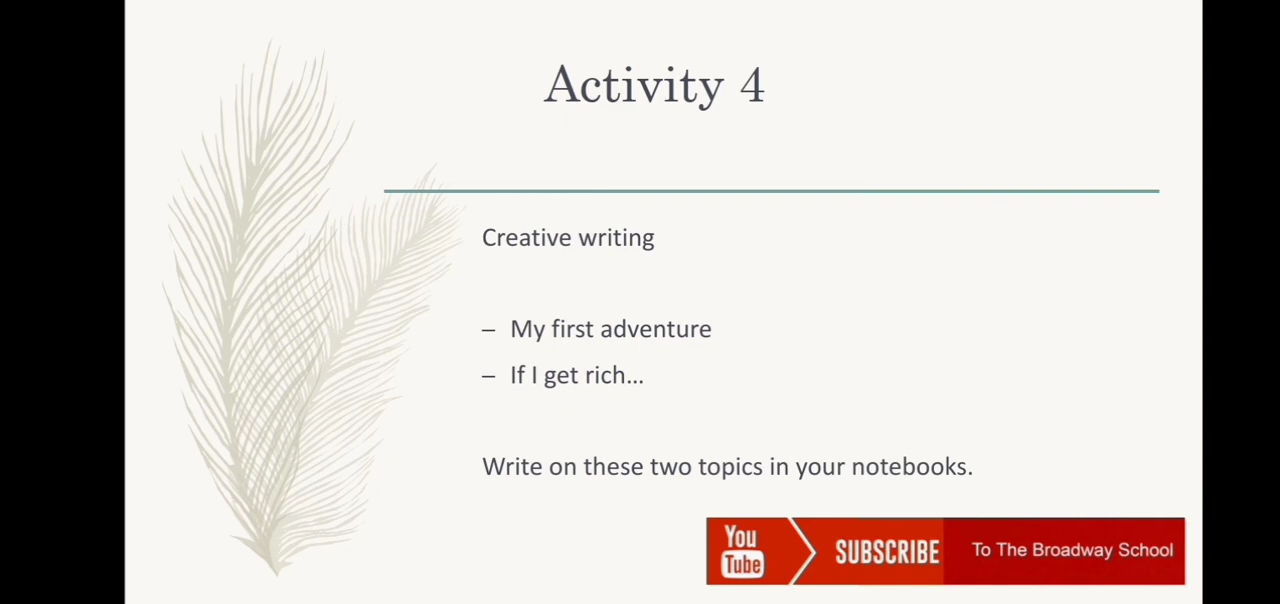 Activity 4
Creative writing
– My first adventure
– If I get rich...
Write on these two topics in your notebooks.
You
Tube
SUBSCRIBE
To The Broadway School